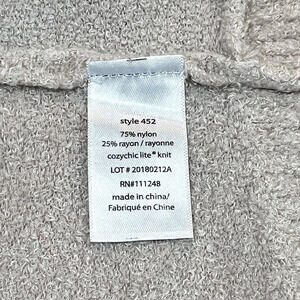 style 452
75% nylon
25% rayon / rayonne
cozychic lite® knit
LOT # 20180212A
RN#111248
made in china/
Fabriqué en Chine